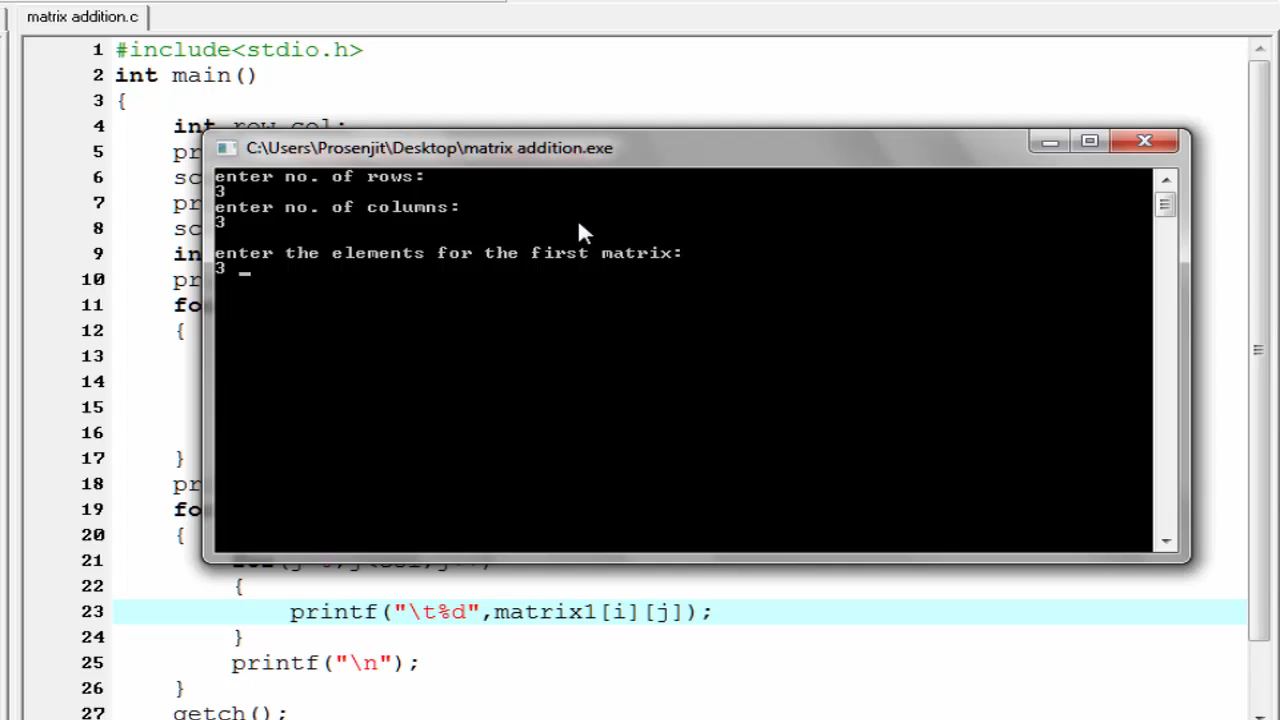 matrix addition.c
1 #include<stdio.h>
2 int main()
3 {
4 int row,col;
5 pr
6 sc
7 pr
8 sc
9 in
10 pr
11 fo
12 {
13
14
15
16
17 }
18 pr
19 fo
20 {
21
22 {
23 printf("\t%d",matrix1[i][j]);
24 }
25 printf("\n");
26 }
27 getch();
C:\Users\Prosenjit\Desktop\matrix addition.exe
enter no. of rows:
3
enter no. of columns:
3
enter the elements for the first matrix:
3 _